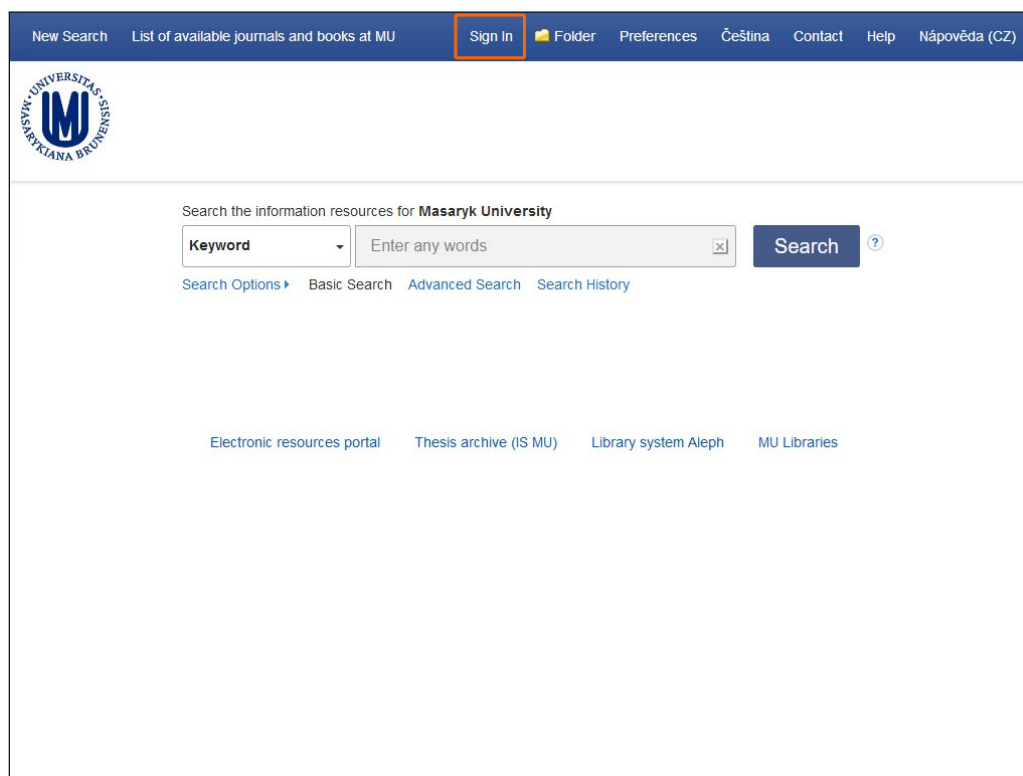 New Search List of available journals and books at MU Sign In Folder Preferences Čeština Contact Help Nápověda (CZ)
UNIVERSITAS MASARYKIANA BRUNENSIS
MU
Search the information resources for Masaryk University
Keyword Enter any words x Search ?
Search Options Basic Search Advanced Search Search History
Electronic resources portal Thesis archive (IS MU) Library system Aleph MU Libraries